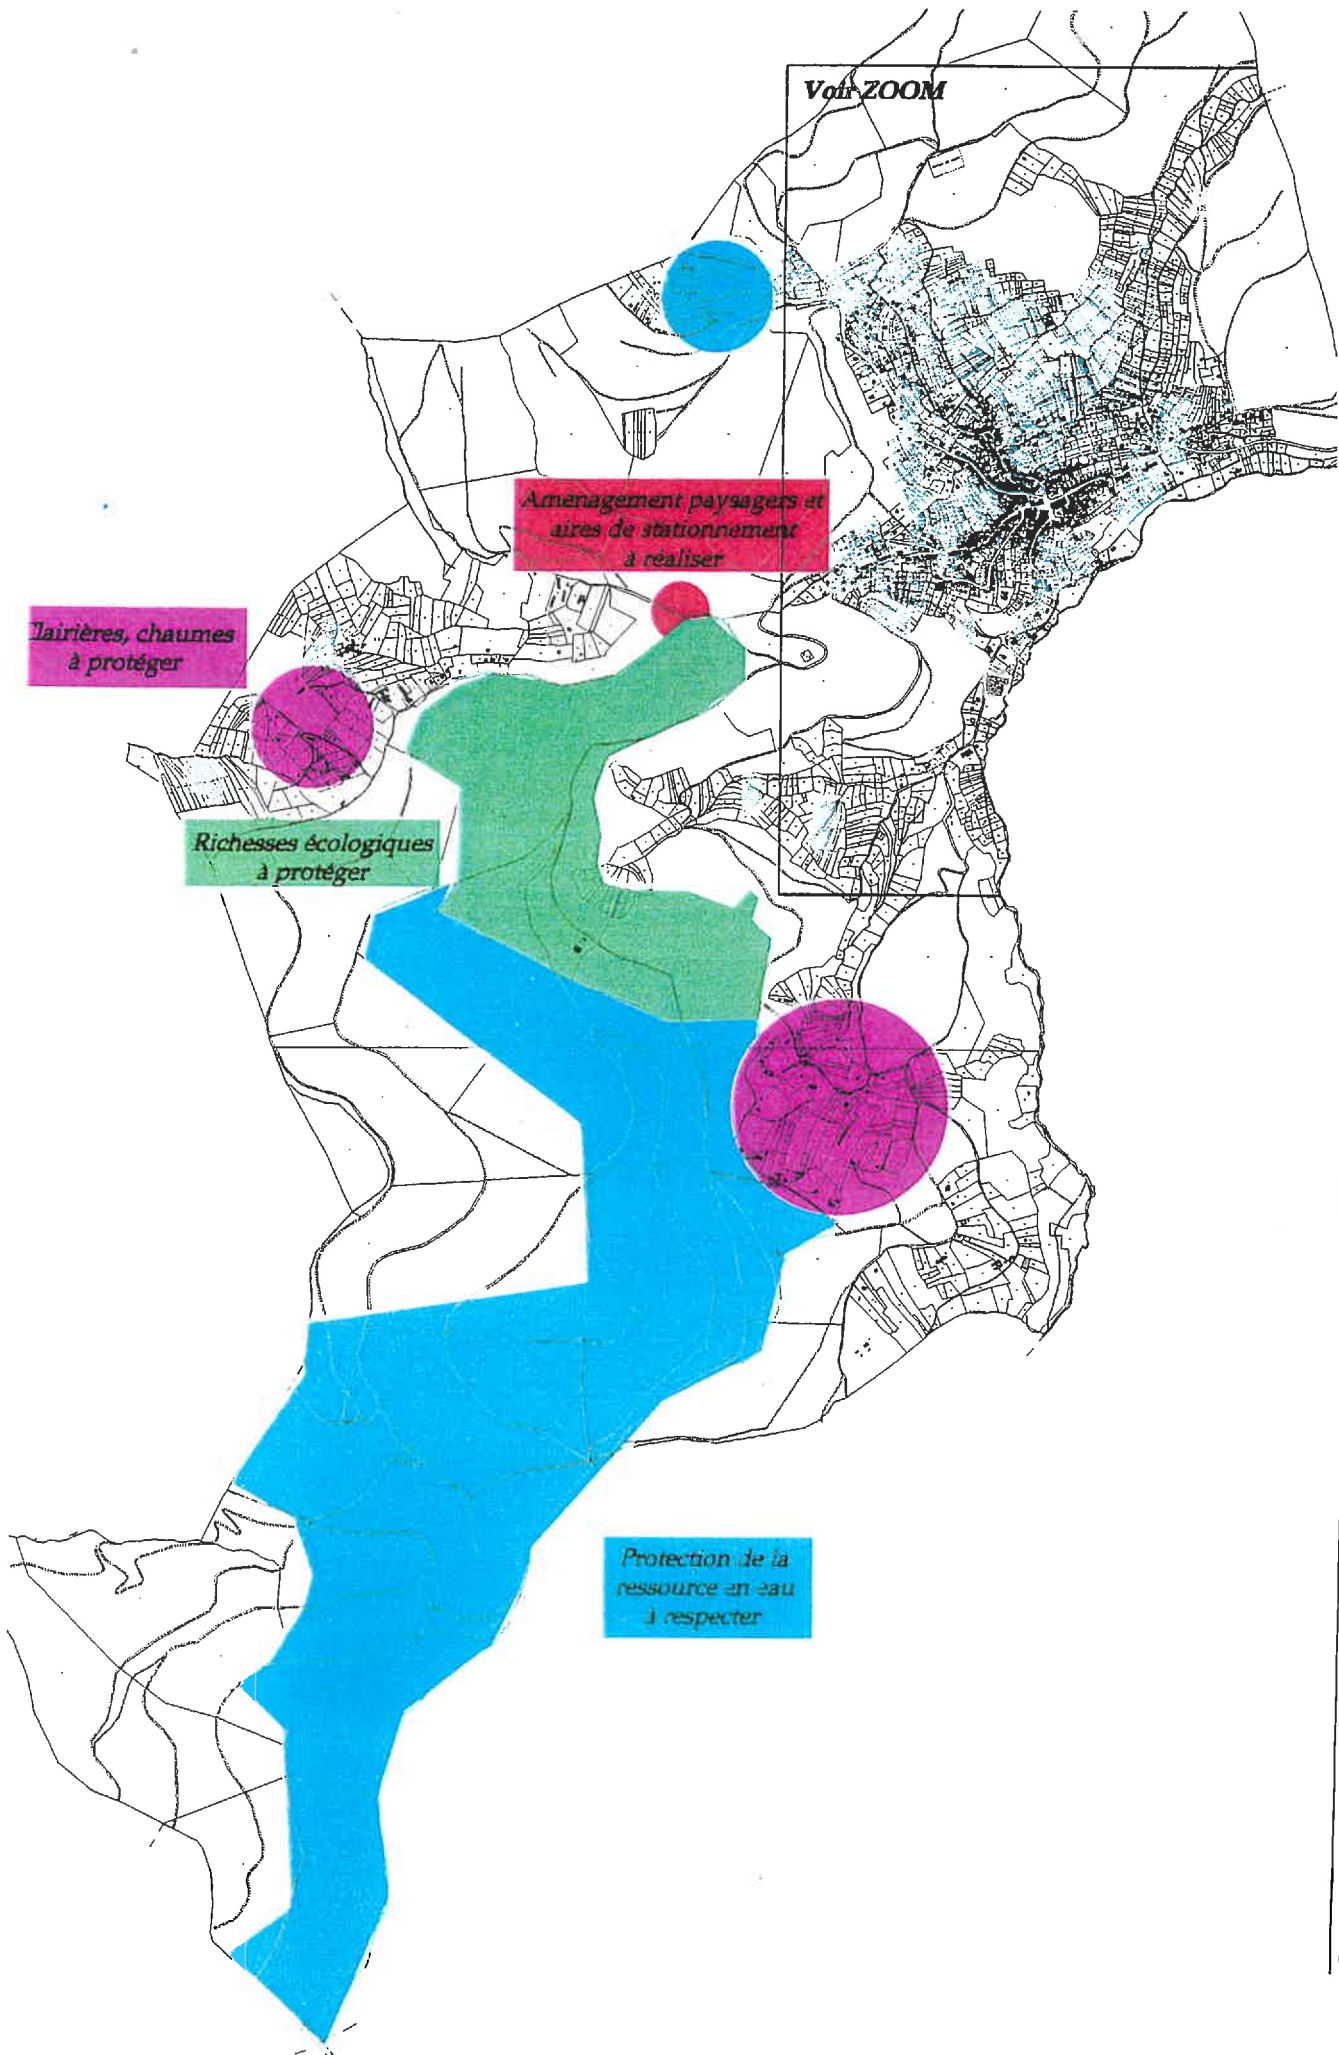 Voir ZOOM
Aménagement paysagers et
aires de stationnement
à réaliser
lairières, chaumes
à protéger
Richesses écologiques
à protéger
Protection de la
ressource en eau
à respecter